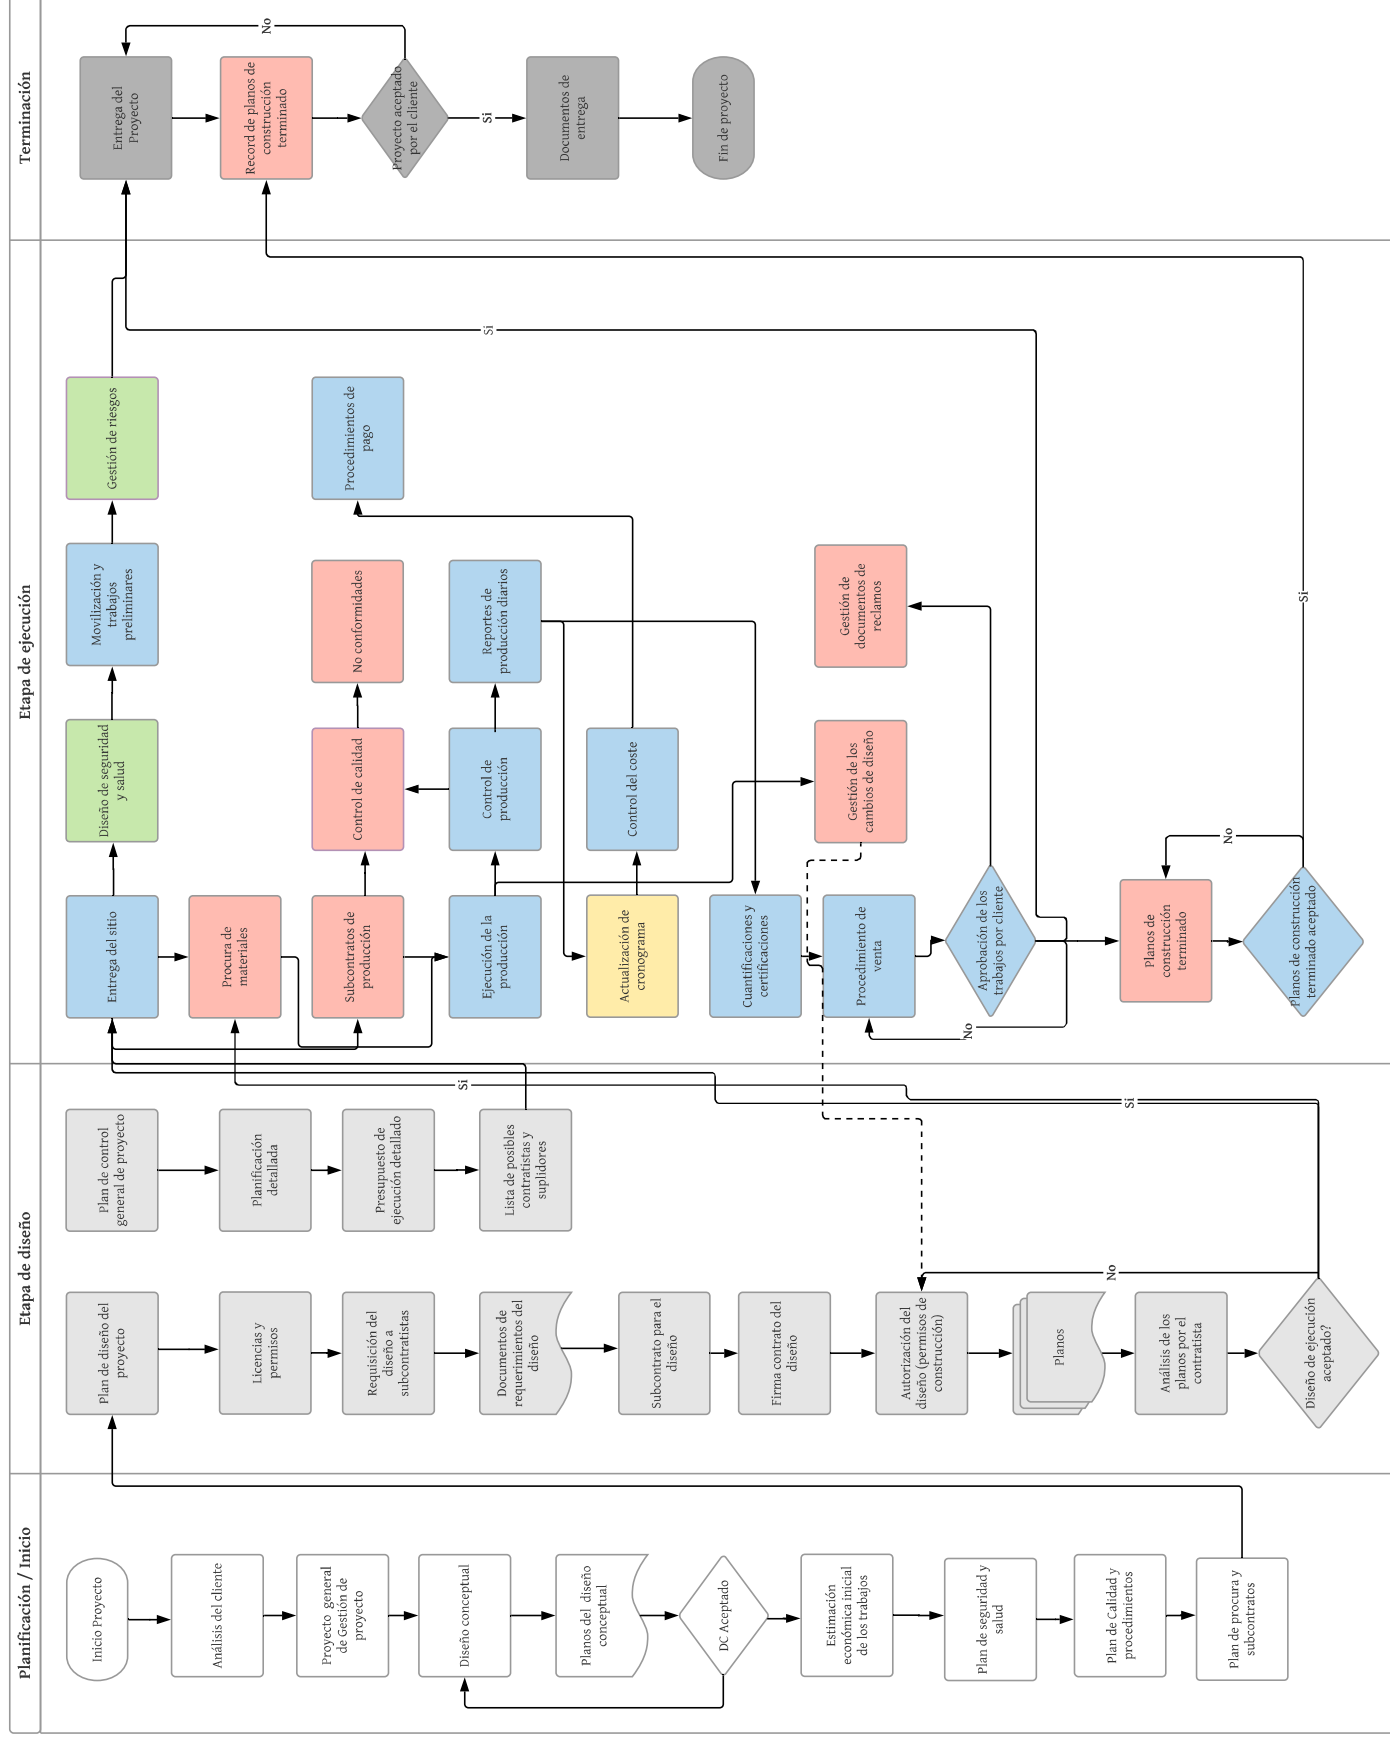 Planificación / Inicio
Inicio Proyecto
Análisis del cliente
Proyecto general
de Gestión de
proyecto
Diseño conceptual
Planos del diseño
conceptual
DC Aceptado
Estimación
económica inicial
de los trabajos
Plan de seguridad y
salud
Plan de Calidad y
procedimientos
Plan de procura y
subcontratos
Etapa de diseño
Plan de diseño del
proyecto
Licencias y
permisos
Requisición del
diseño a
subcontratistas
Documentos de
requerimientos del
diseño
Subcontrato para el
diseño
Firma contrato del
diseño
Autorización del
diseño (permisos de
construcción)
Planos
Análisis de los
planos por el
contratista
Diseño de ejecución
aceptado?
No
Si
Si
Plan de control
general de proyecto
Planificación
detallada
Presupuesto de
ejecución detallado
Lista de posibles
contratistas y
suplidores
Etapa de ejecución
Entrega del sitio
Procura de
materiales
Subcontratos de
producción
Ejecución de la
producción
Actualización de
cronograma
Cuantificaciones y
certificaciones
Procedimiento de
venta
Aprobación de los
trabajos por cliente
No
Planos de
construcción
terminado
Planos de construcción
terminado aceptado
No
Si
Diseño de seguridad
y salud
Control de calidad
Control de
producción
Control del coste
Gestión de los
cambios de diseño
Movilización y
trabajos
preliminares
No conformidades
Reportes de
producción diarios
Gestión de
documentos de
reclamos
Gestión de riesgos
Procedimientos de
pago
Si
Terminación
Entrega del
Proyecto
Record de planos de
construcción
terminado
Proyecto aceptado
por el cliente
No
Si
Documentos de
entrega
Fin de proyecto